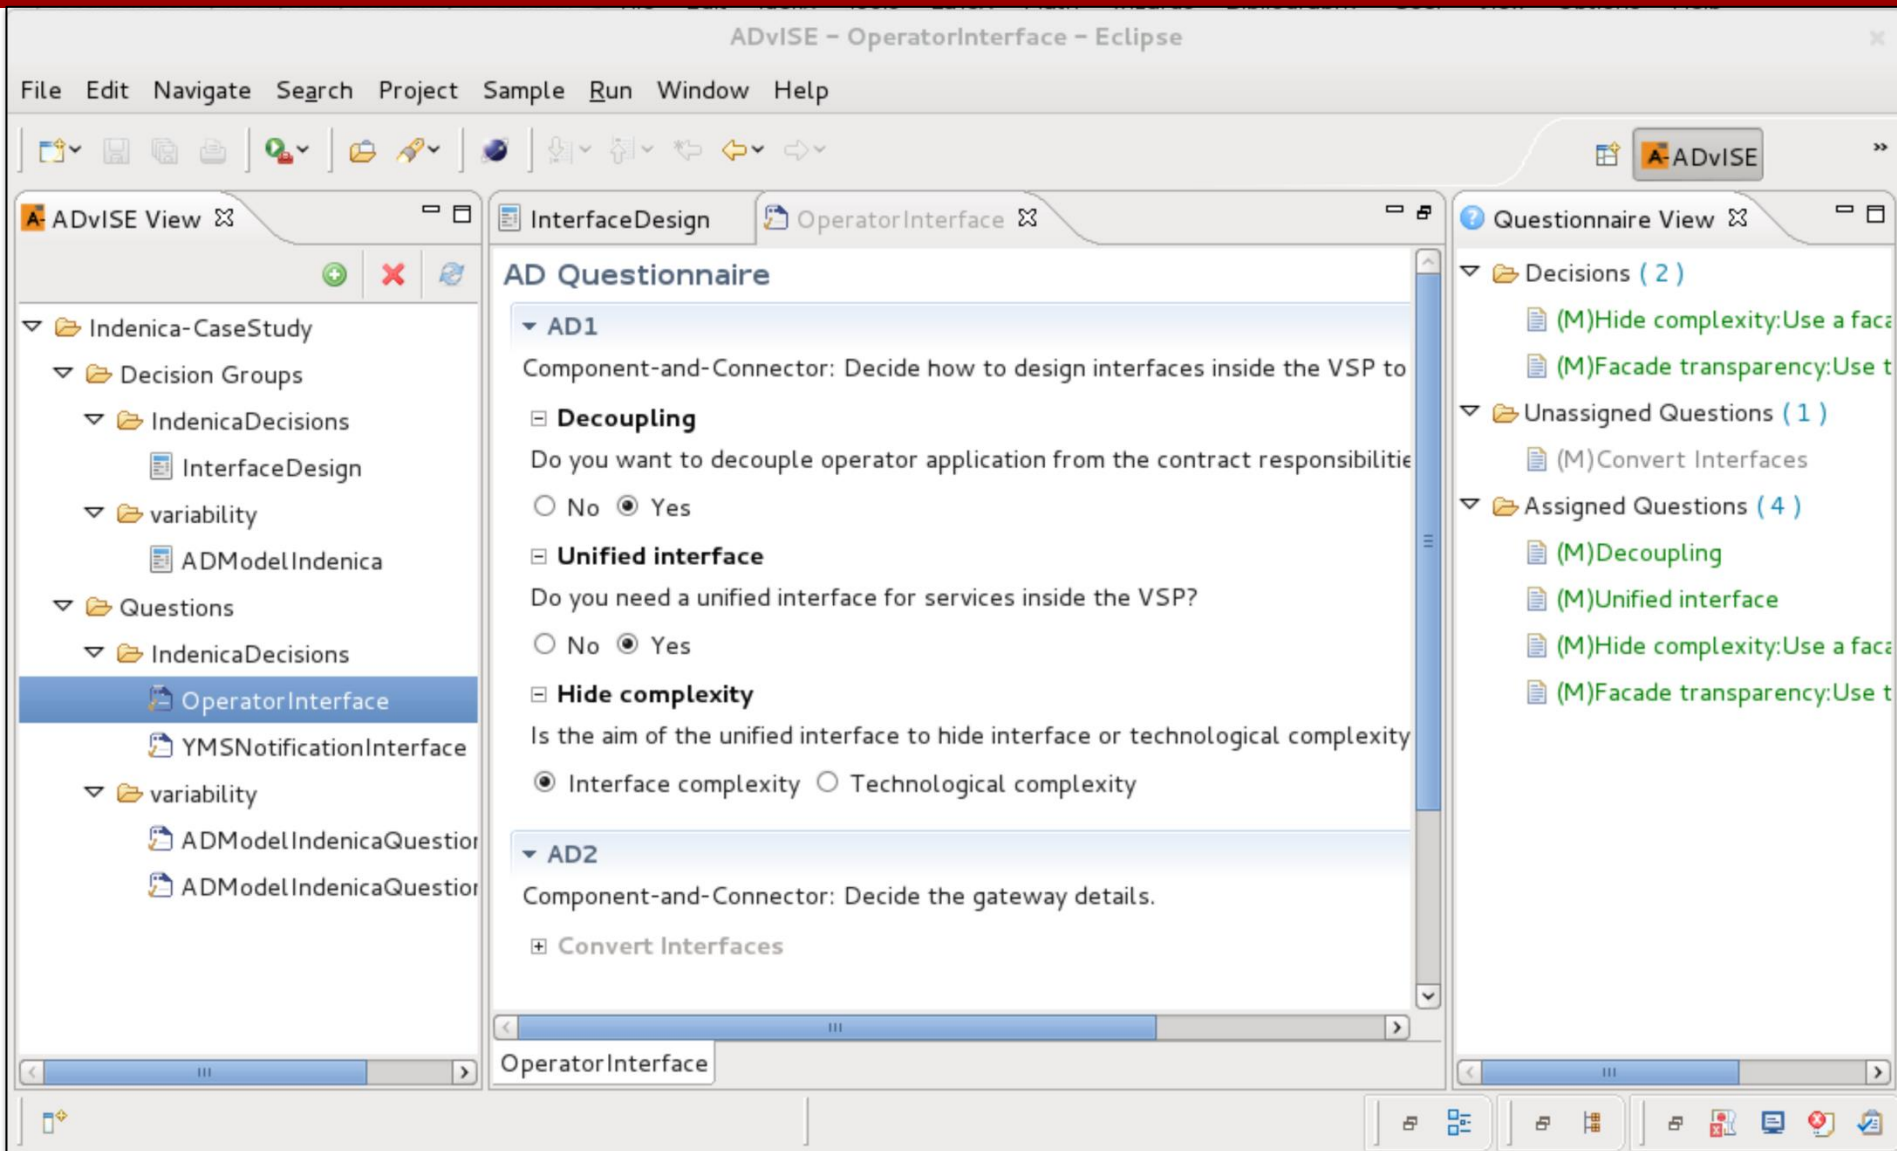 ADvISE – OperatorInterface – Eclipse
File Edit Navigate Search Project Sample Run Window Help
ADvISE
ADvISE View
Indenica-CaseStudy
Decision Groups
IndenicaDecisions
InterfaceDesign
variability
ADModelIndenica
Questions
IndenicaDecisions
OperatorInterface
YMSNotificationInterface
variability
ADModelIndenicaQuestion
ADModelIndenicaQuestion
InterfaceDesign OperatorInterface
AD Questionnaire
AD1
Component-and-Connector: Decide how to design interfaces inside the VSP to
Decoupling
Do you want to decouple operator application from the contract responsibilitie
No Yes
Unified interface
Do you need a unified interface for services inside the VSP?
No Yes
Hide complexity
Is the aim of the unified interface to hide interface or technological complexity
Interface complexity Technological complexity
AD2
Component-and-Connector: Decide the gateway details.
Convert Interfaces
OperatorInterface
Questionnaire View
Decisions ( 2 )
(M)Hide complexity:Use a faca
(M)Facade transparency:Use t
Unassigned Questions ( 1 )
(M)Convert Interfaces
Assigned Questions ( 4 )
(M)Decoupling
(M)Unified interface
(M)Hide complexity:Use a faca
(M)Facade transparency:Use t